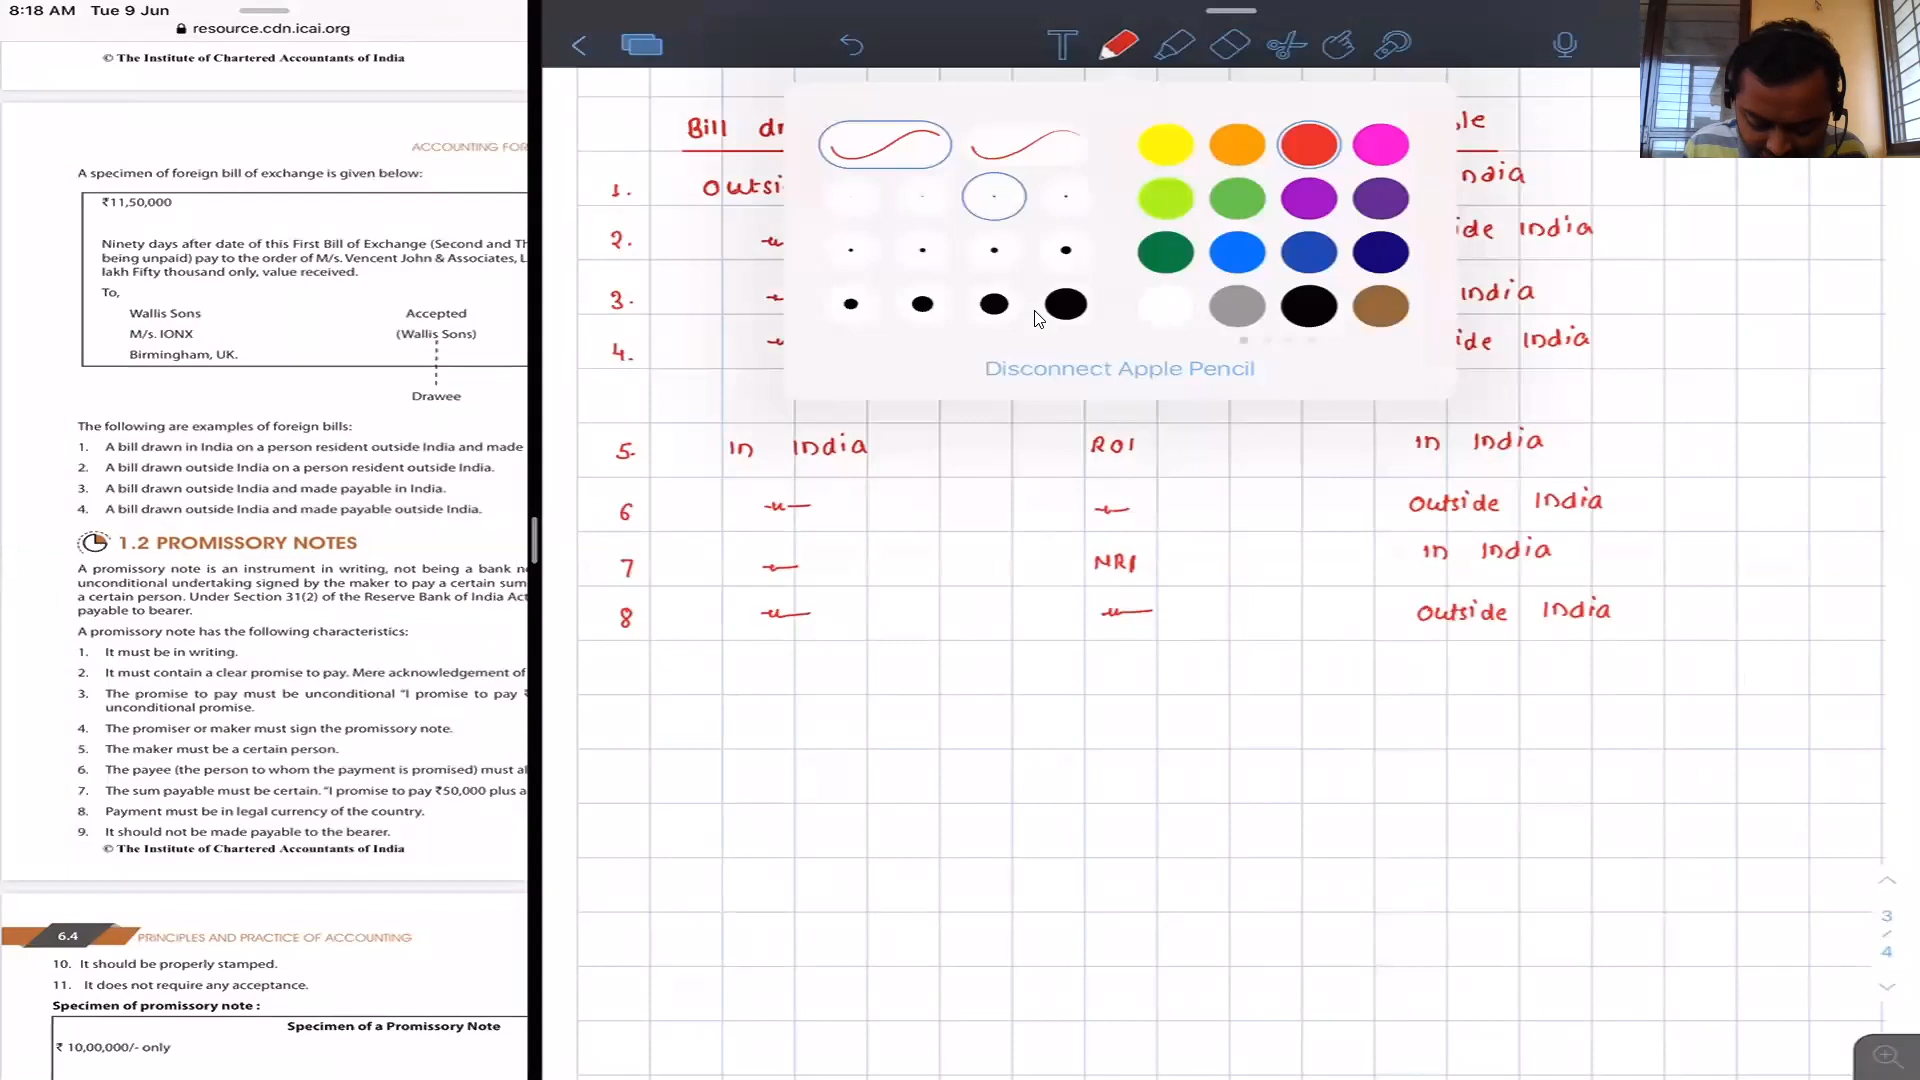 8:18 AM Tue 9 Jun
resource.cdn.icai.org
© The Institute of Chartered Accountants of India
ACCOUNTING FOR
A specimen of foreign bill of exchange is given below:
₹11,50,000
Ninety days after date of this First Bill of Exchange (Second and Th
being unpaid) pay to the order of M/s. Vencent John & Associates, L
lakh Fifty thousand only, value received.
To,
Wallis Sons Accepted
M/s. IONX (Wallis Sons)
Birmingham, UK.
Drawee
The following are examples of foreign bills:
1. A bill drawn in India on a person resident outside India and made
2. A bill drawn outside India on a person resident outside India.
3. A bill drawn outside India and made payable in India.
4. A bill drawn outside India and made payable outside India.
1.2 PROMISSORY NOTES
A promissory note is an instrument in writing, not being a bank n
unconditional undertaking signed by the maker to pay a certain sum
a certain person. Under Section 31(2) of the Reserve Bank of India Act
payable to bearer.
A promissory note has the following characteristics:
1. It must be in writing.
2. It must contain a clear promise to pay. Mere acknowledgement of
3. The promise to pay must be unconditional “I promise to pay ₹
unconditional promise.
4. The promiser or maker must sign the promissory note.
5. The maker must be a certain person.
6. The payee (the person to whom the payment is promised) must al
7. The sum payable must be certain. “I promise to pay ₹50,000 plus a
8. Payment must be in legal currency of the country.
9. It should not be made payable to the bearer.
© The Institute of Chartered Accountants of India
6.4 PRINCIPLES AND PRACTICE OF ACCOUNTING
10. It should be properly stamped.
11. It does not require any acceptance.
Specimen of promissory note :
Specimen of a Promissory Note
₹ 10,00,000/- only
T
Bill dr le
1. Outsi ndia
2. ide India
3. India
4. ide India
Disconnect Apple Pencil
5. In India ROI In India
6 Outside India
7 NRI In India
8 Outside India
3
/
4